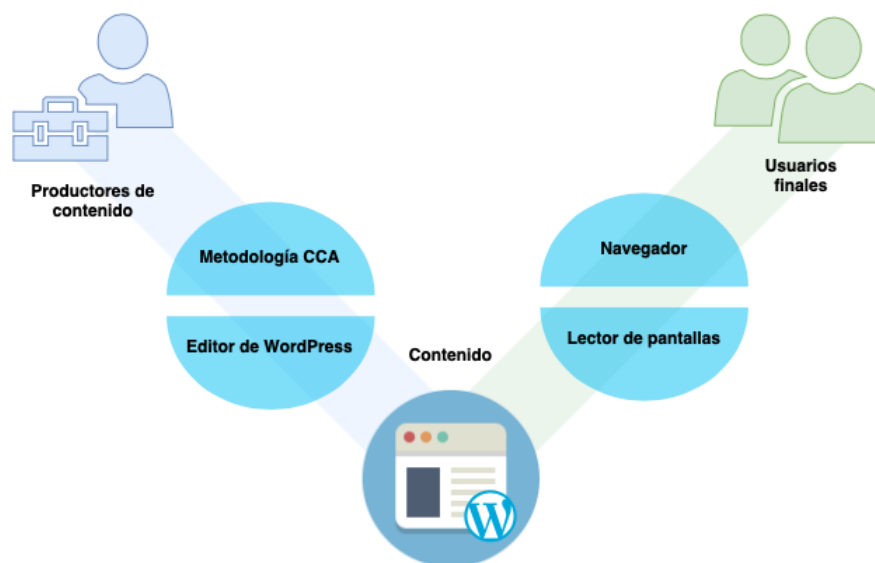 Productores de
contenido
Usuarios
finales
Metodología CCA
Editor de WordPress
Navegador
Lector de pantallas
Contenido
W